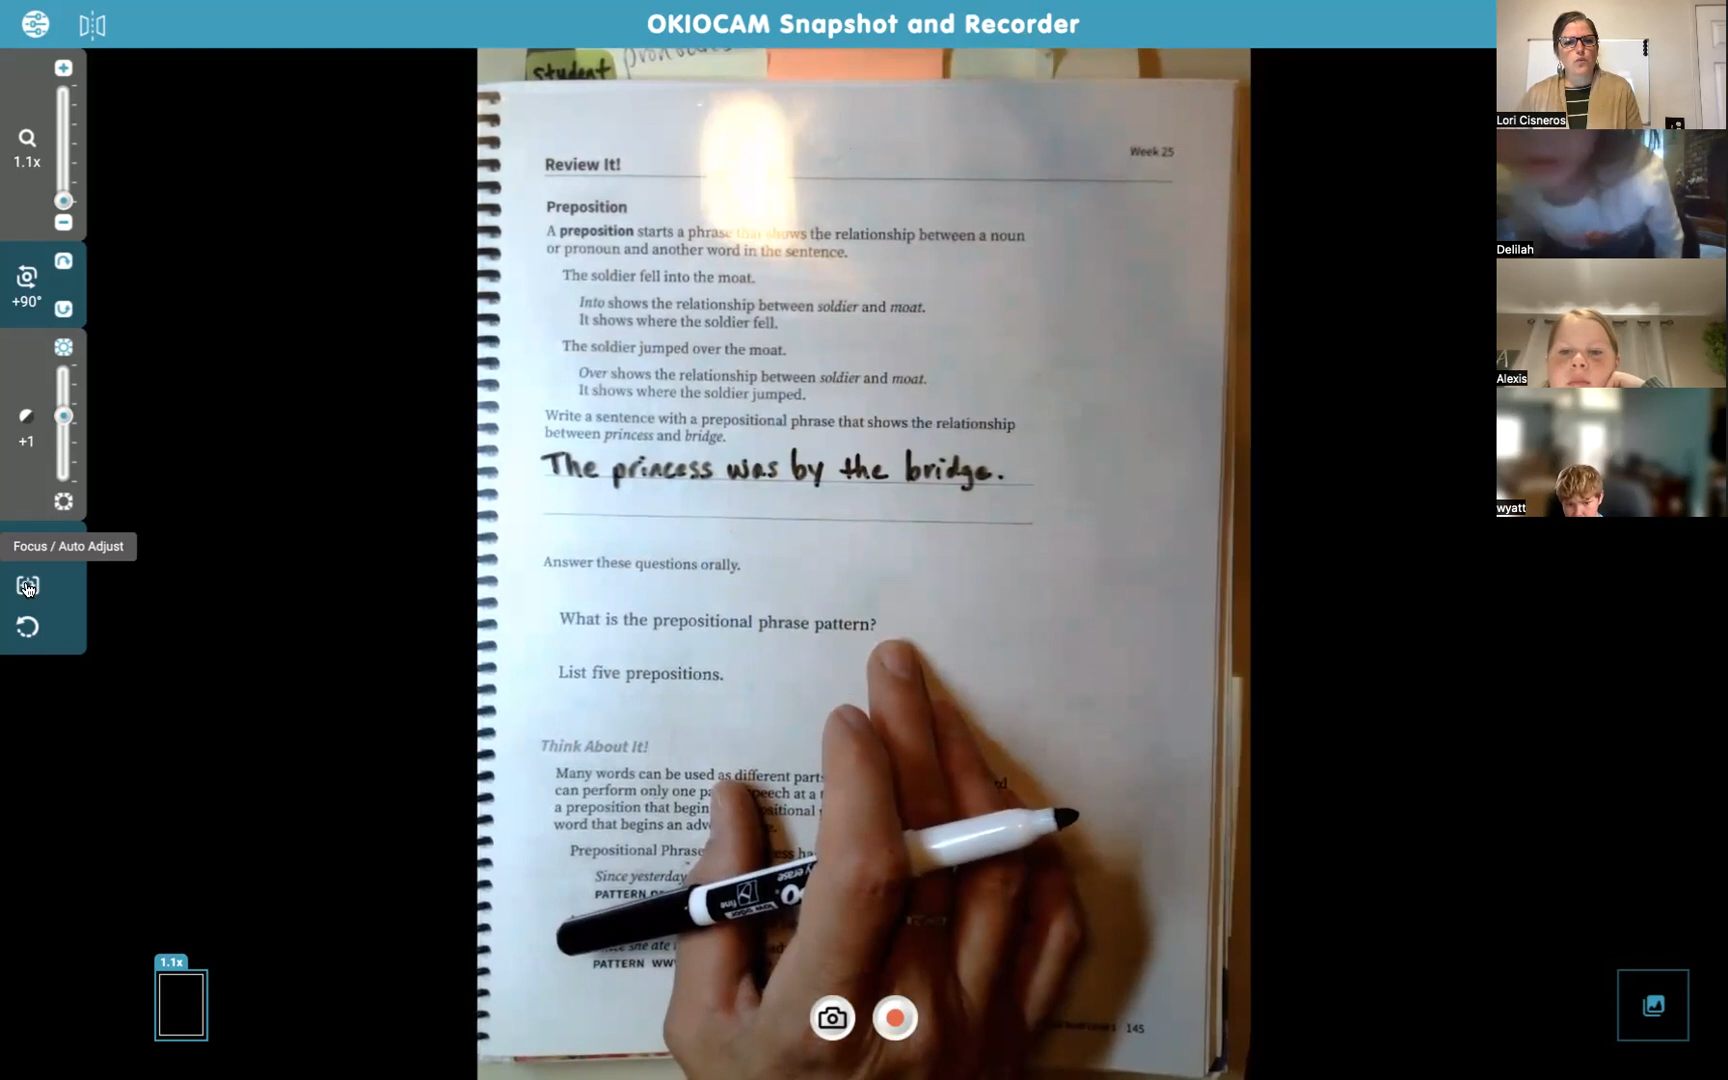 OKIOCAM Snapshot and Recorder
1.1x
+90°
+1
Focus / Auto Adjust
1.1x
student
Week 25
Review It!
Preposition
A preposition starts a phrase that shows the relationship between a noun
or pronoun and another word in the sentence.
The soldier fell into the moat.
Into shows the relationship between soldier and moat.
It shows where the soldier fell.
The soldier jumped over the moat.
Over shows the relationship between soldier and moat.
It shows where the soldier jumped.
Write a sentence with a prepositional phrase that shows the relationship
between princess and bridge.
The princess was by the bridge.
Answer these questions orally.
What is the prepositional phrase pattern?
List five prepositions.
Think About It!
Many words can be used as different
can perform only one
a preposition that
word that begins an
Prepositional Phrase
Since yesterday
PATTERN
she ate
PATTERN
145
Lori Cisneros
Delilah
Alexis
wyatt